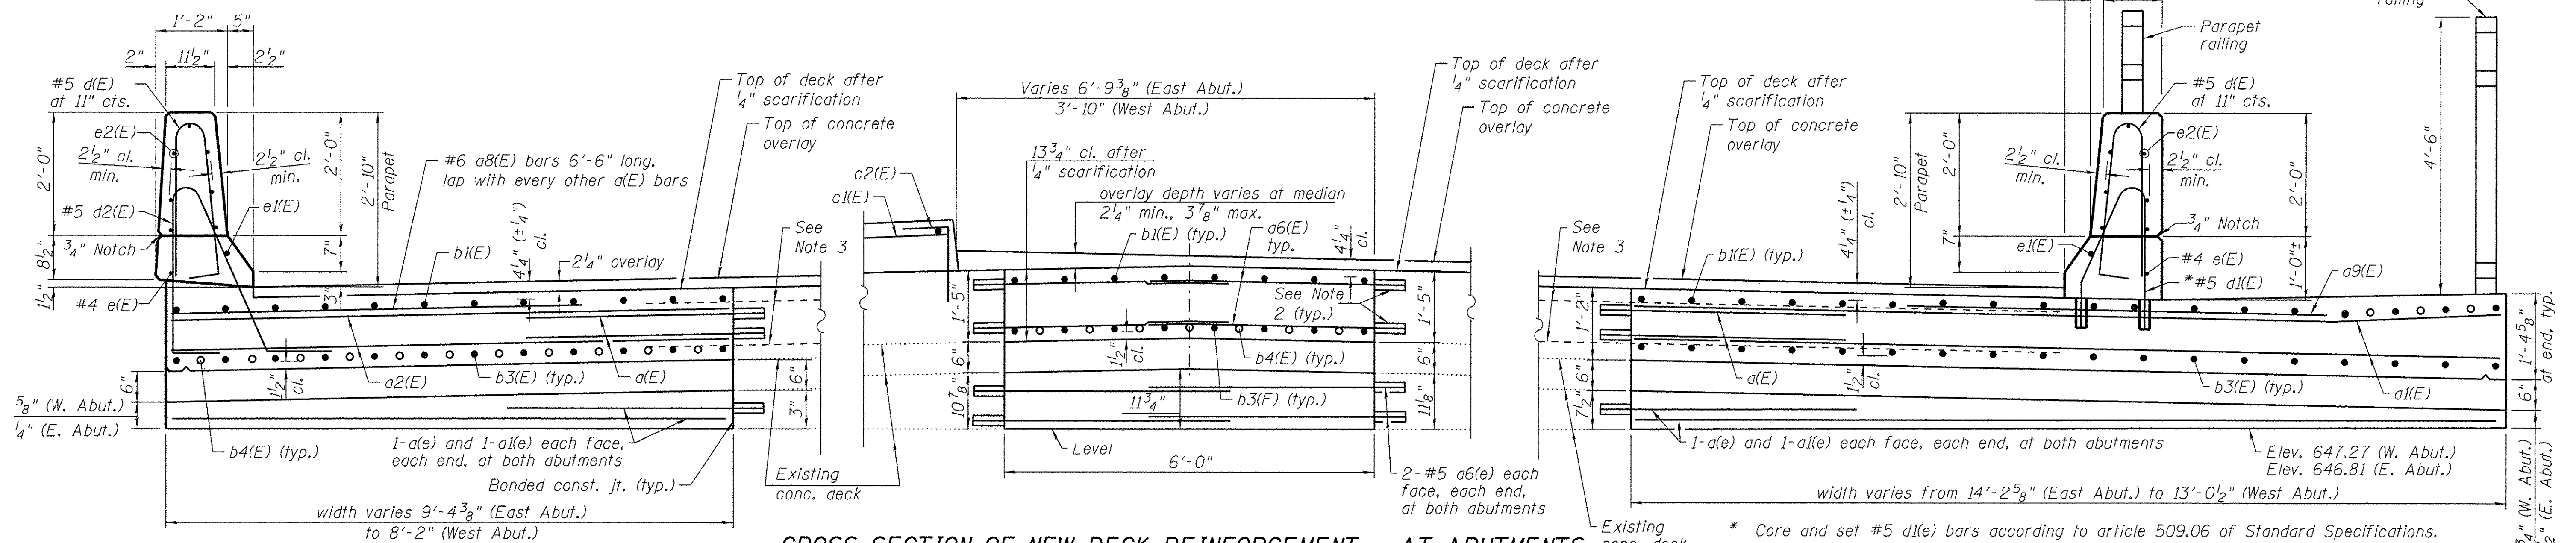 1'-2" 5"
2" 11½" 2½"
#5 d(E)
at 11" cts.
e2(E)
2½" cl.
min.
2½" cl.
min.
2'-0"
2'-0"
2'-10"
Parapet
#5 d2(E)
e1(E)
¾" Notch
8½"
7"
1½"
#4 e(E)
3"
#6 a8(E) bars 6'-6" long.
lap with every other a(E) bars
b1(E)
4¼" (±¼")
cl.
2¼" overlay
Top of deck after
¼" scarification
Top of concrete
overlay
See
Note 3
6"
1½"
cl.
a2(E)
b3(E) (typ.)
a(E)
6"
3"
⅝" (W. Abut.)
¼" (E. Abut.)
b4(E) (typ.)
1-a(e) and 1-a1(e) each face,
each end, at both abutments
Bonded const. jt. (typ.)
Existing
conc. deck
width varies 9'-4⅜" (East Abut.)
to 8'-2" (West Abut.)
Varies 6'-9⅜" (East Abut.)
3'-10" (West Abut.)
13¾" cl. after
¼" scarification
c2(E)
c1(E)
overlay depth varies at median
2¼" min., 3⅞" max.
b1(E) (typ.)
a6(E)
typ.
4¼"
cl.
Top of deck after
¼" scarification
Top of concrete
overlay
See Note
2 (typ.)
1'-5"
1'-5"
1½"
cl.
b4(E) (typ.)
b3(E) (typ.)
6"
6"
10⅞"
11¾"
11⅛"
Level
6'-0"
2-#5 a6(e) each
face, each end,
at both abutments
See
Note 3
Top of deck after
¼" scarification
Top of concrete
overlay
b1(E) (typ.)
4¼" (±¼")
cl.
2'-10"
Parapet
2'-0"
7"
2½" cl.
min.
2½" cl.
min.
Parapet
railing
railing
#5 d(E)
at 11" cts.
e2(E)
2'-0"
4'-6"
¾" Notch
e1(E)
#4 e(E)
*#5 d1(E)
1'-0"±
a9(E)
1'-2"
6"
7½"
a(E)
1½"
cl.
b3(E) (typ.)
a1(E)
1'-4⅝"
at end, typ.
6"
1-a(e) and 1-a1(e) each face, each end, at both abutments
Elev. 647.27 (W. Abut.)
Elev. 646.81 (E. Abut.)
width varies from 14'-2⅝" (East Abut.) to 13'-0½" (West Abut.)
Existing
conc. deck
* Core and set #5 d1(e) bars according to article 509.06 of Standard Specifications.
(W. Abut.)
(E. Abut.)
CROSS SECTION OF NEW DECK REINFORCEMENT - AT ABUTMENTS